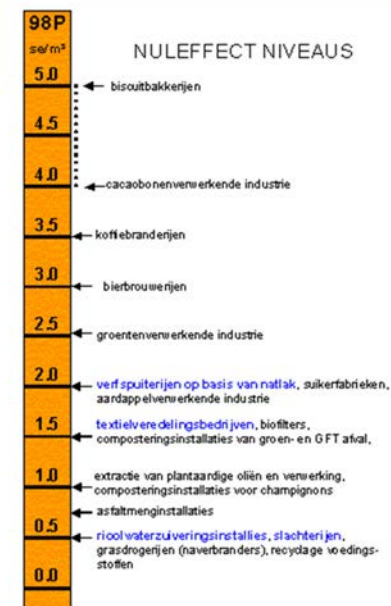 98P
se/m³
NULEFFECT NIVEAUS
5.0
biscuitbakkerijen
4.5
4.0
cacaobonenverwerkende industrie
3.5
koffiebranderijen
3.0
bierbrouwerijen
2.5
groentenverwerkende industrie
2.0
verfspuiterijen op basis van natlak, suikerfabrieken,
aardappelverwerkende industrie
1.5
textielveredelingsbedrijven, biofilters,
composteringsinstallaties van groen- en GFT afval,
1.0
extractie van plantaardige oliën en verwerking,
composteringsinstallaties voor champignons
asfaltmenginstallaties
0.5
rioolwaterzuiveringsinstallies, slachterijen,
grasdrogerijen (naverbranders), recyclage voedings-
stoffen
0.0